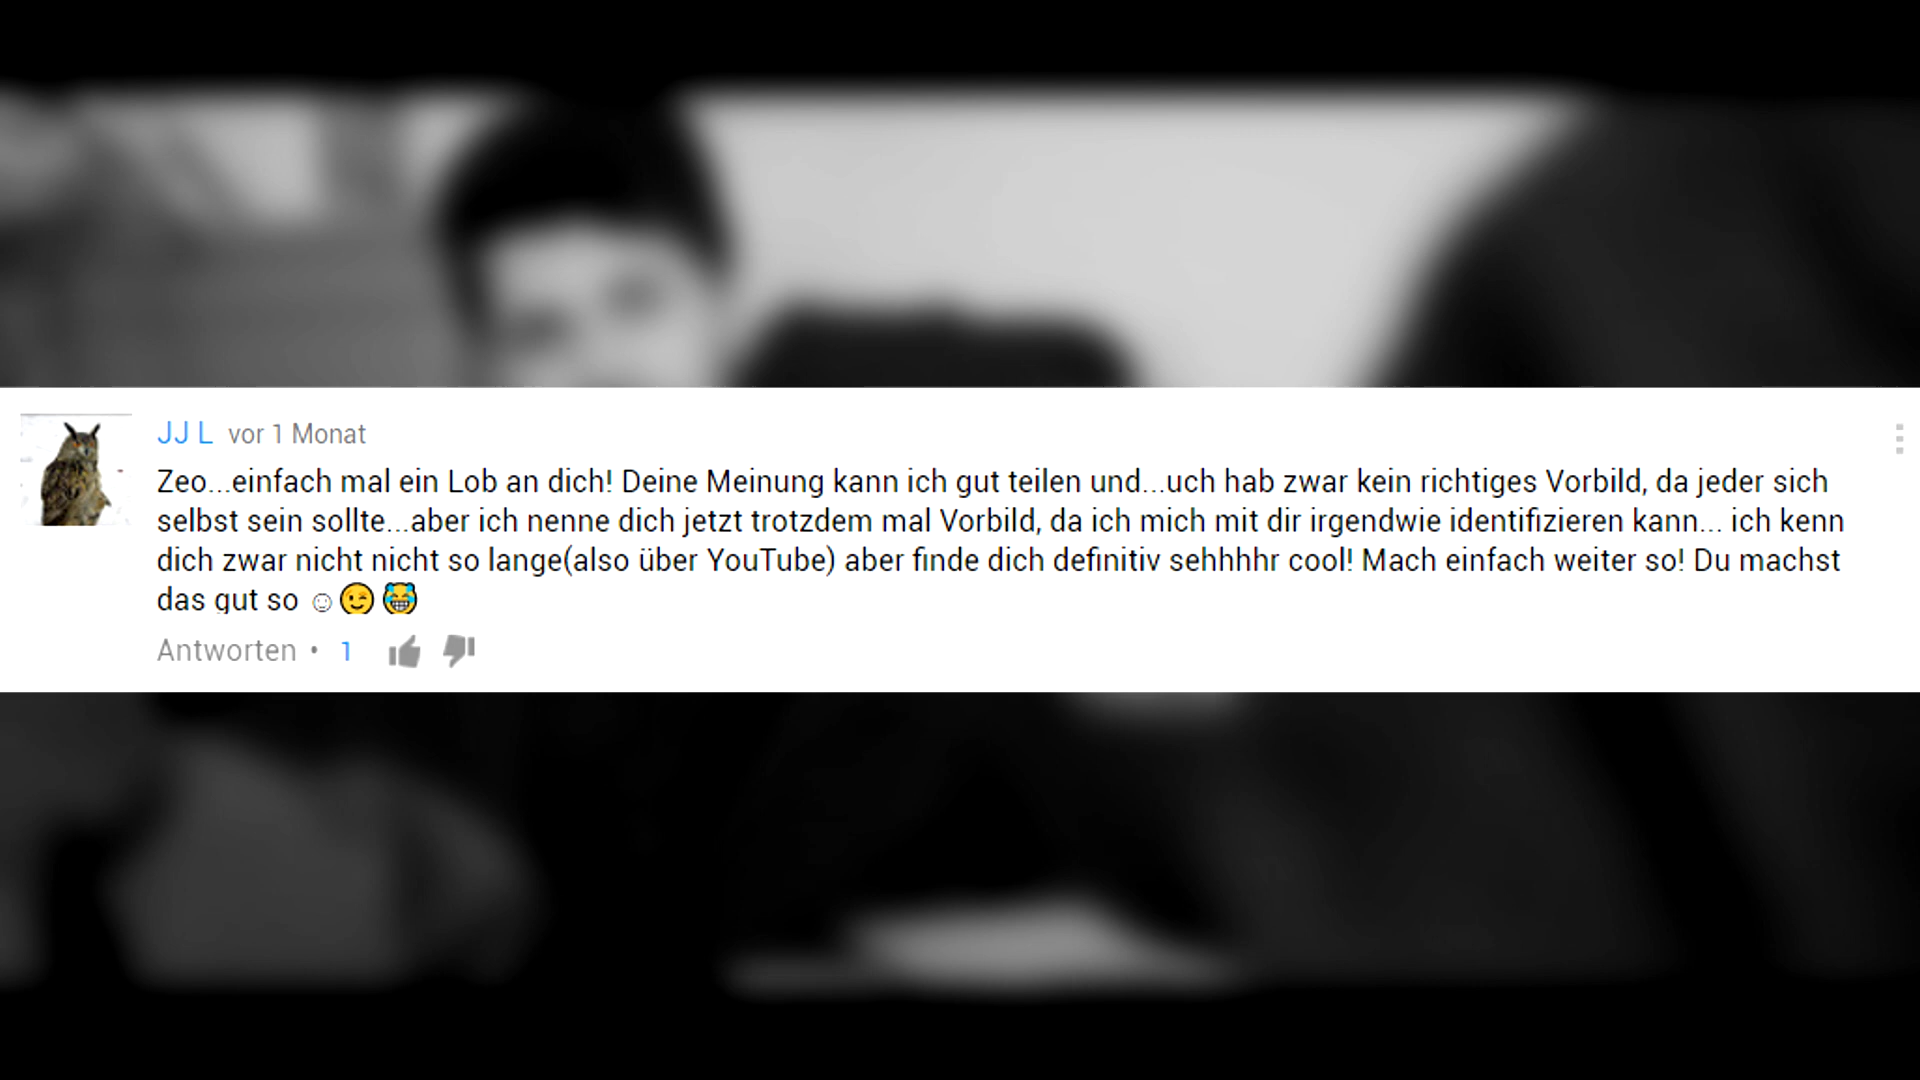 JJ L vor 1 Monat
Zeo...einfach mal ein Lob an dich! Deine Meinung kann ich gut teilen und...uch hab zwar kein richtiges Vorbild, da jeder sich
selbst sein sollte...aber ich nenne dich jetzt trotzdem mal Vorbild, da ich mich mit dir irgendwie identifizieren kann... ich kenn
dich zwar nicht nicht so lange(also über YouTube) aber finde dich definitiv sehhhhr cool! Mach einfach weiter so! Du machst
das gut so ☺😉😹
Antworten • 1